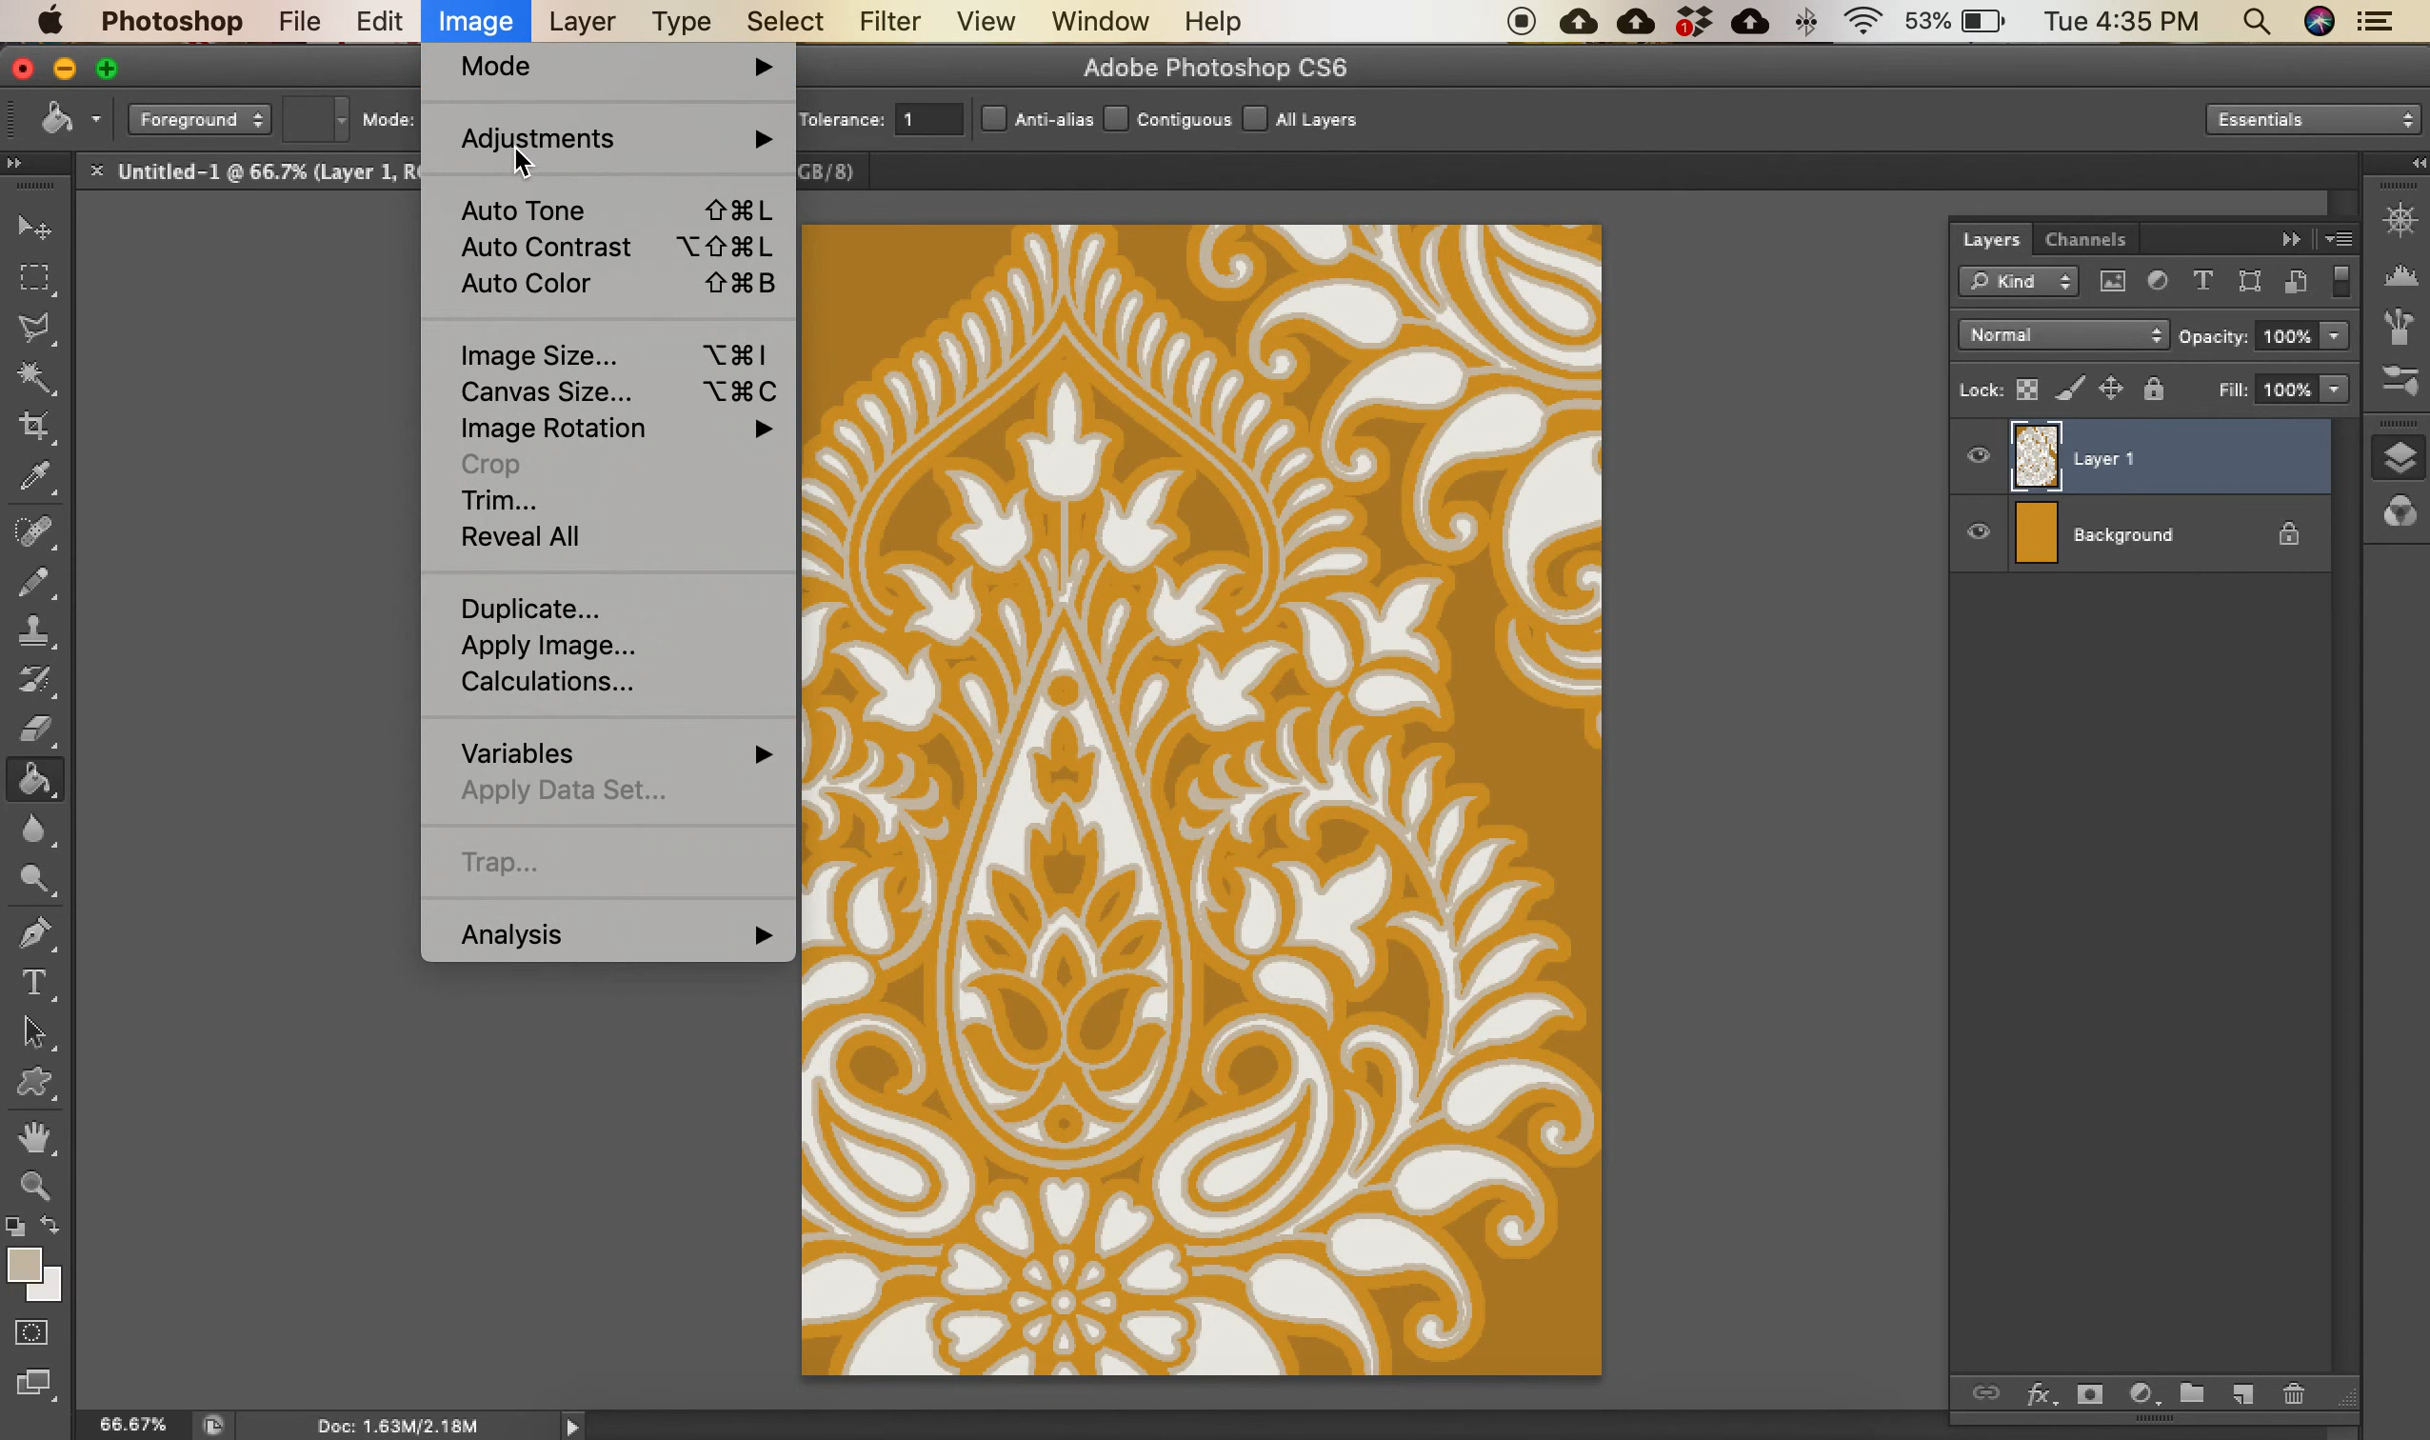 Photoshop File Edit Image Layer Type Select Filter View Window Help 1 53% Tue 4:35 PM
Adobe Photoshop CS6
Foreground Mode: Tolerance: 1 Anti-alias Contiguous All Layers Essentials
× Untitled-1 @ 66.7% (Layer 1, R GB/8)
Mode
Adjustments
Auto Tone ⇧⌘L
Auto Contrast ⌥⇧⌘L
Auto Color ⇧⌘B
Image Size... ⌥⌘I
Canvas Size... ⌥⌘C
Image Rotation
Crop
Trim...
Reveal All
Duplicate...
Apply Image...
Calculations...
Variables
Apply Data Set...
Trap...
Analysis
Layers Channels
Kind
Normal Opacity: 100%
Lock: Fill: 100%
Layer 1
Background
fx
66.67% Doc: 1.63M/2.18M